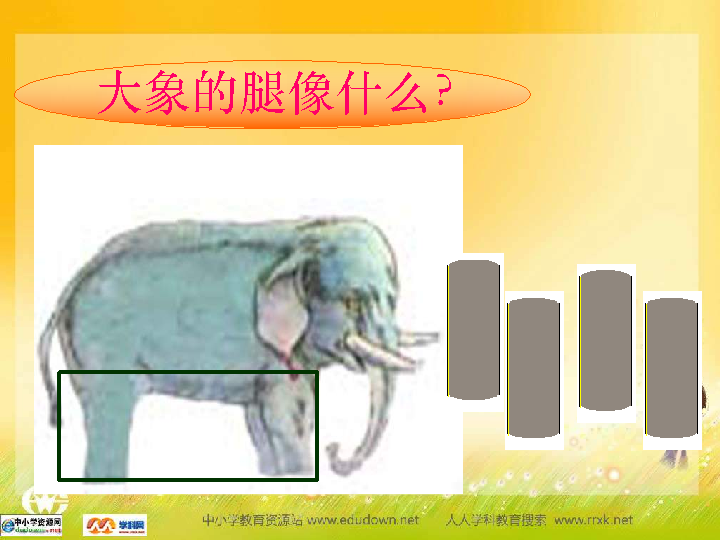 大象的腿像什么?
中小学资源网
学科网
中小学教育资源站 www.edudown.net 人人学科教育搜索 www.rrxk.net